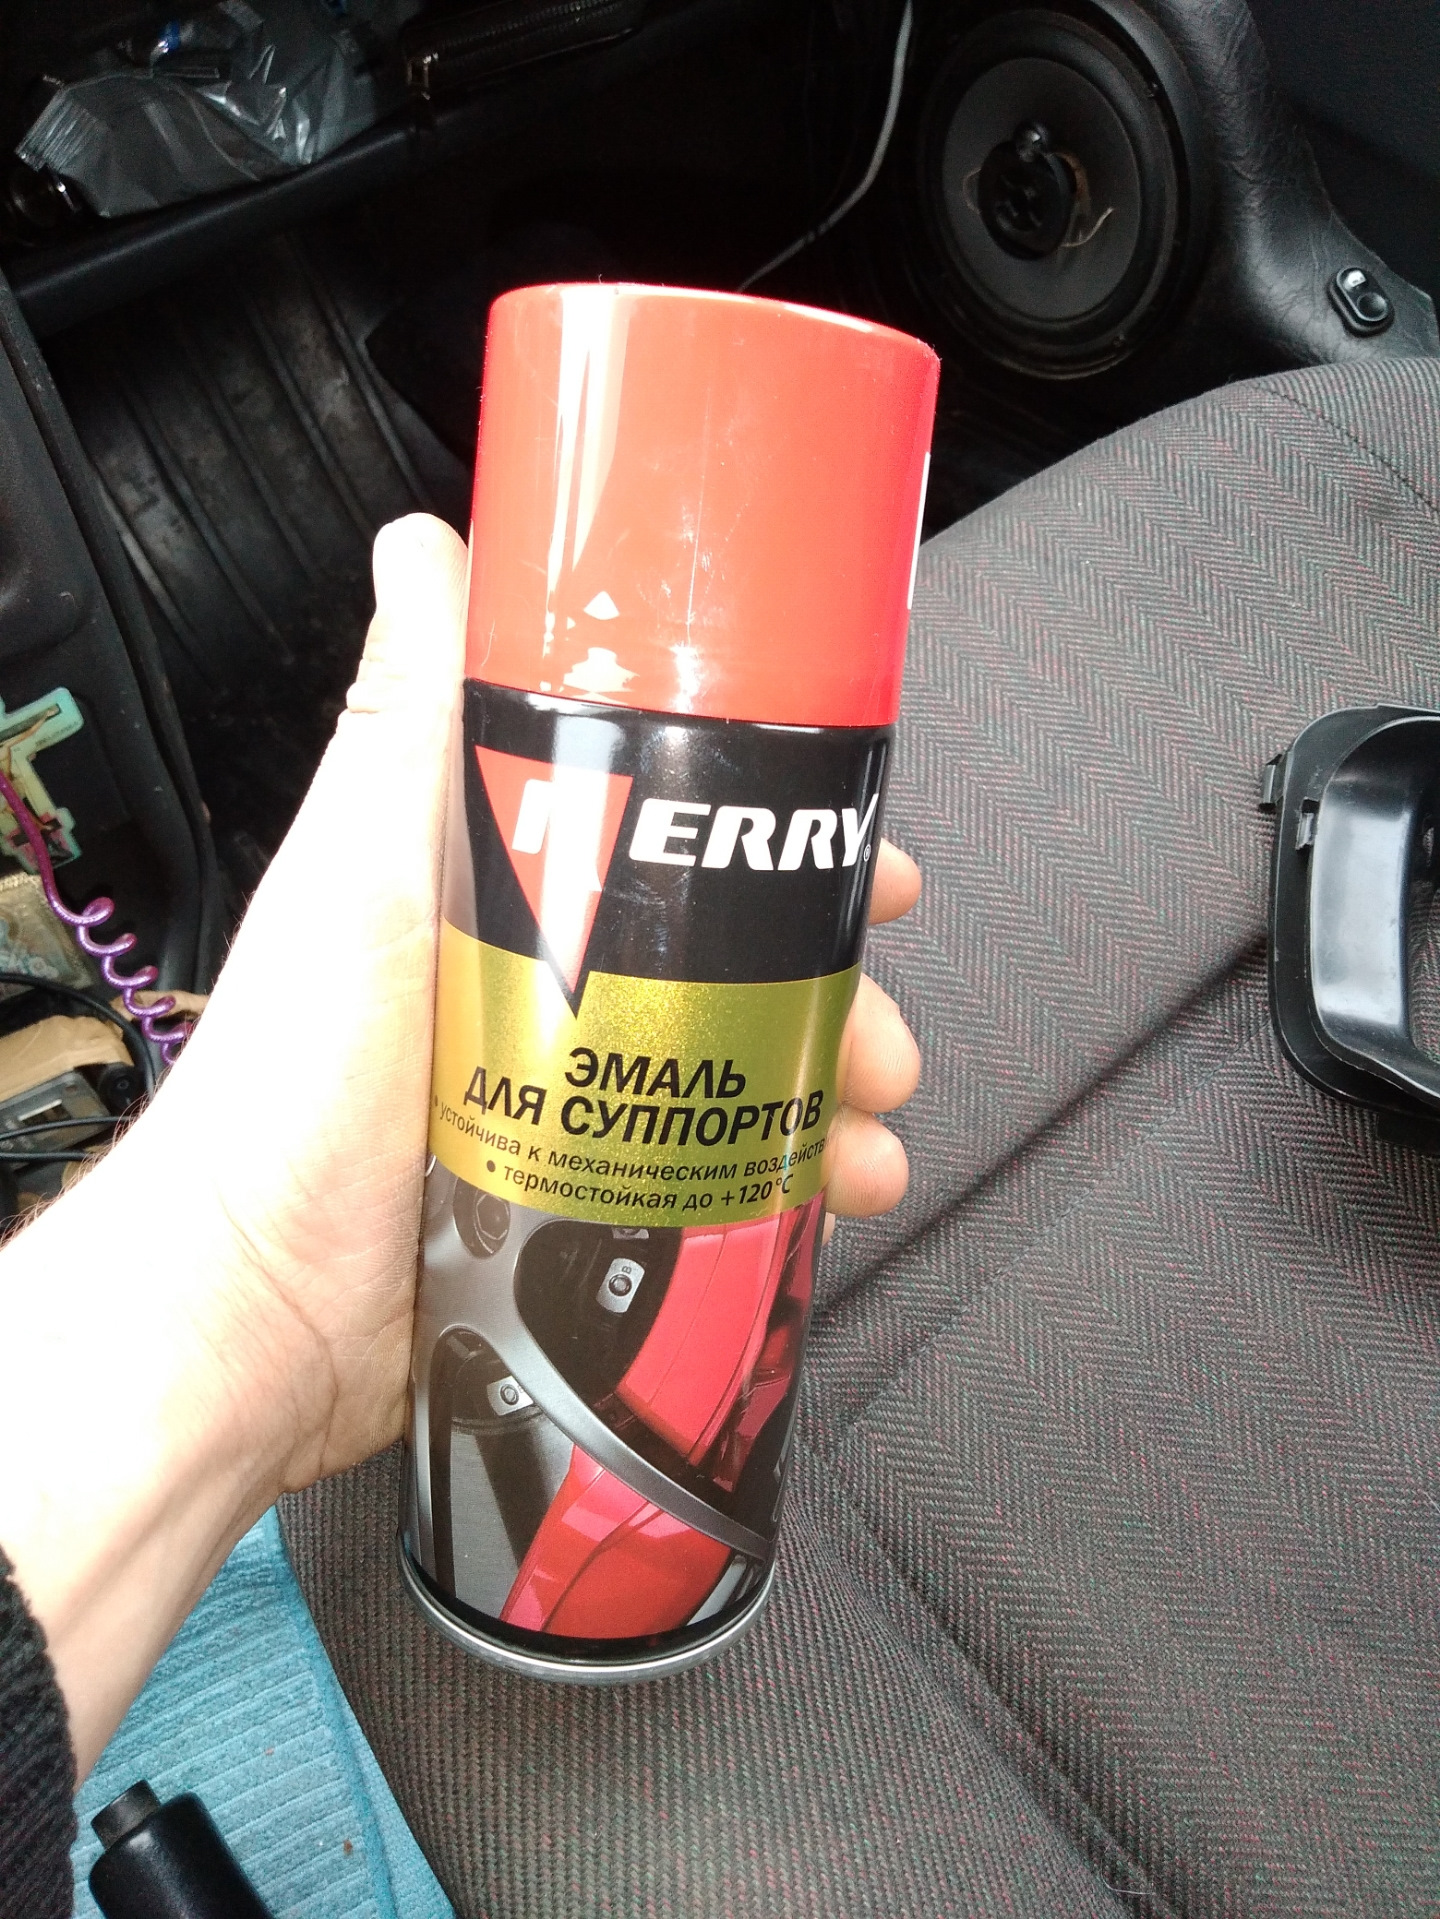 KERRY®
ЭМАЛЬ
ДЛЯ СУППОРТОВ
• устойчива к механическим
• термостойкая до +120°C